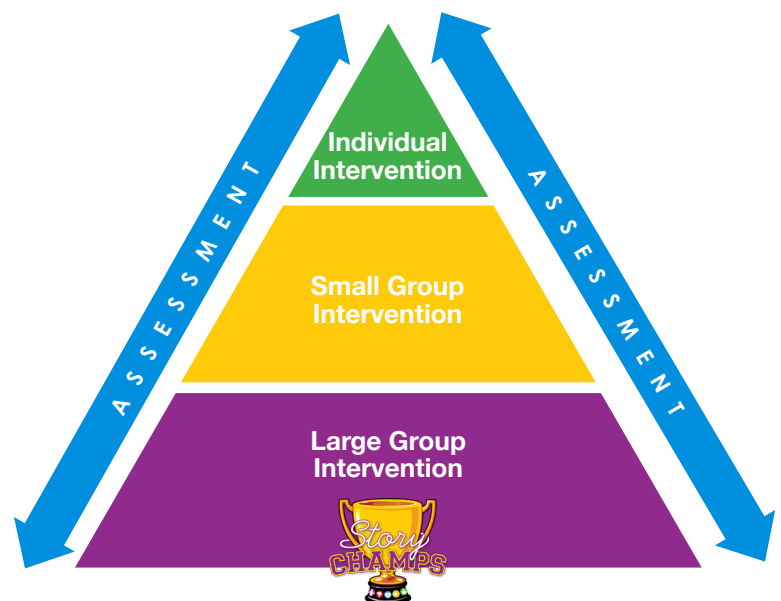 Individual
Intervention
ASSESSMENT
ASSESSMENT
Small Group
Intervention
Large Group
Intervention
Story
CHAMPS